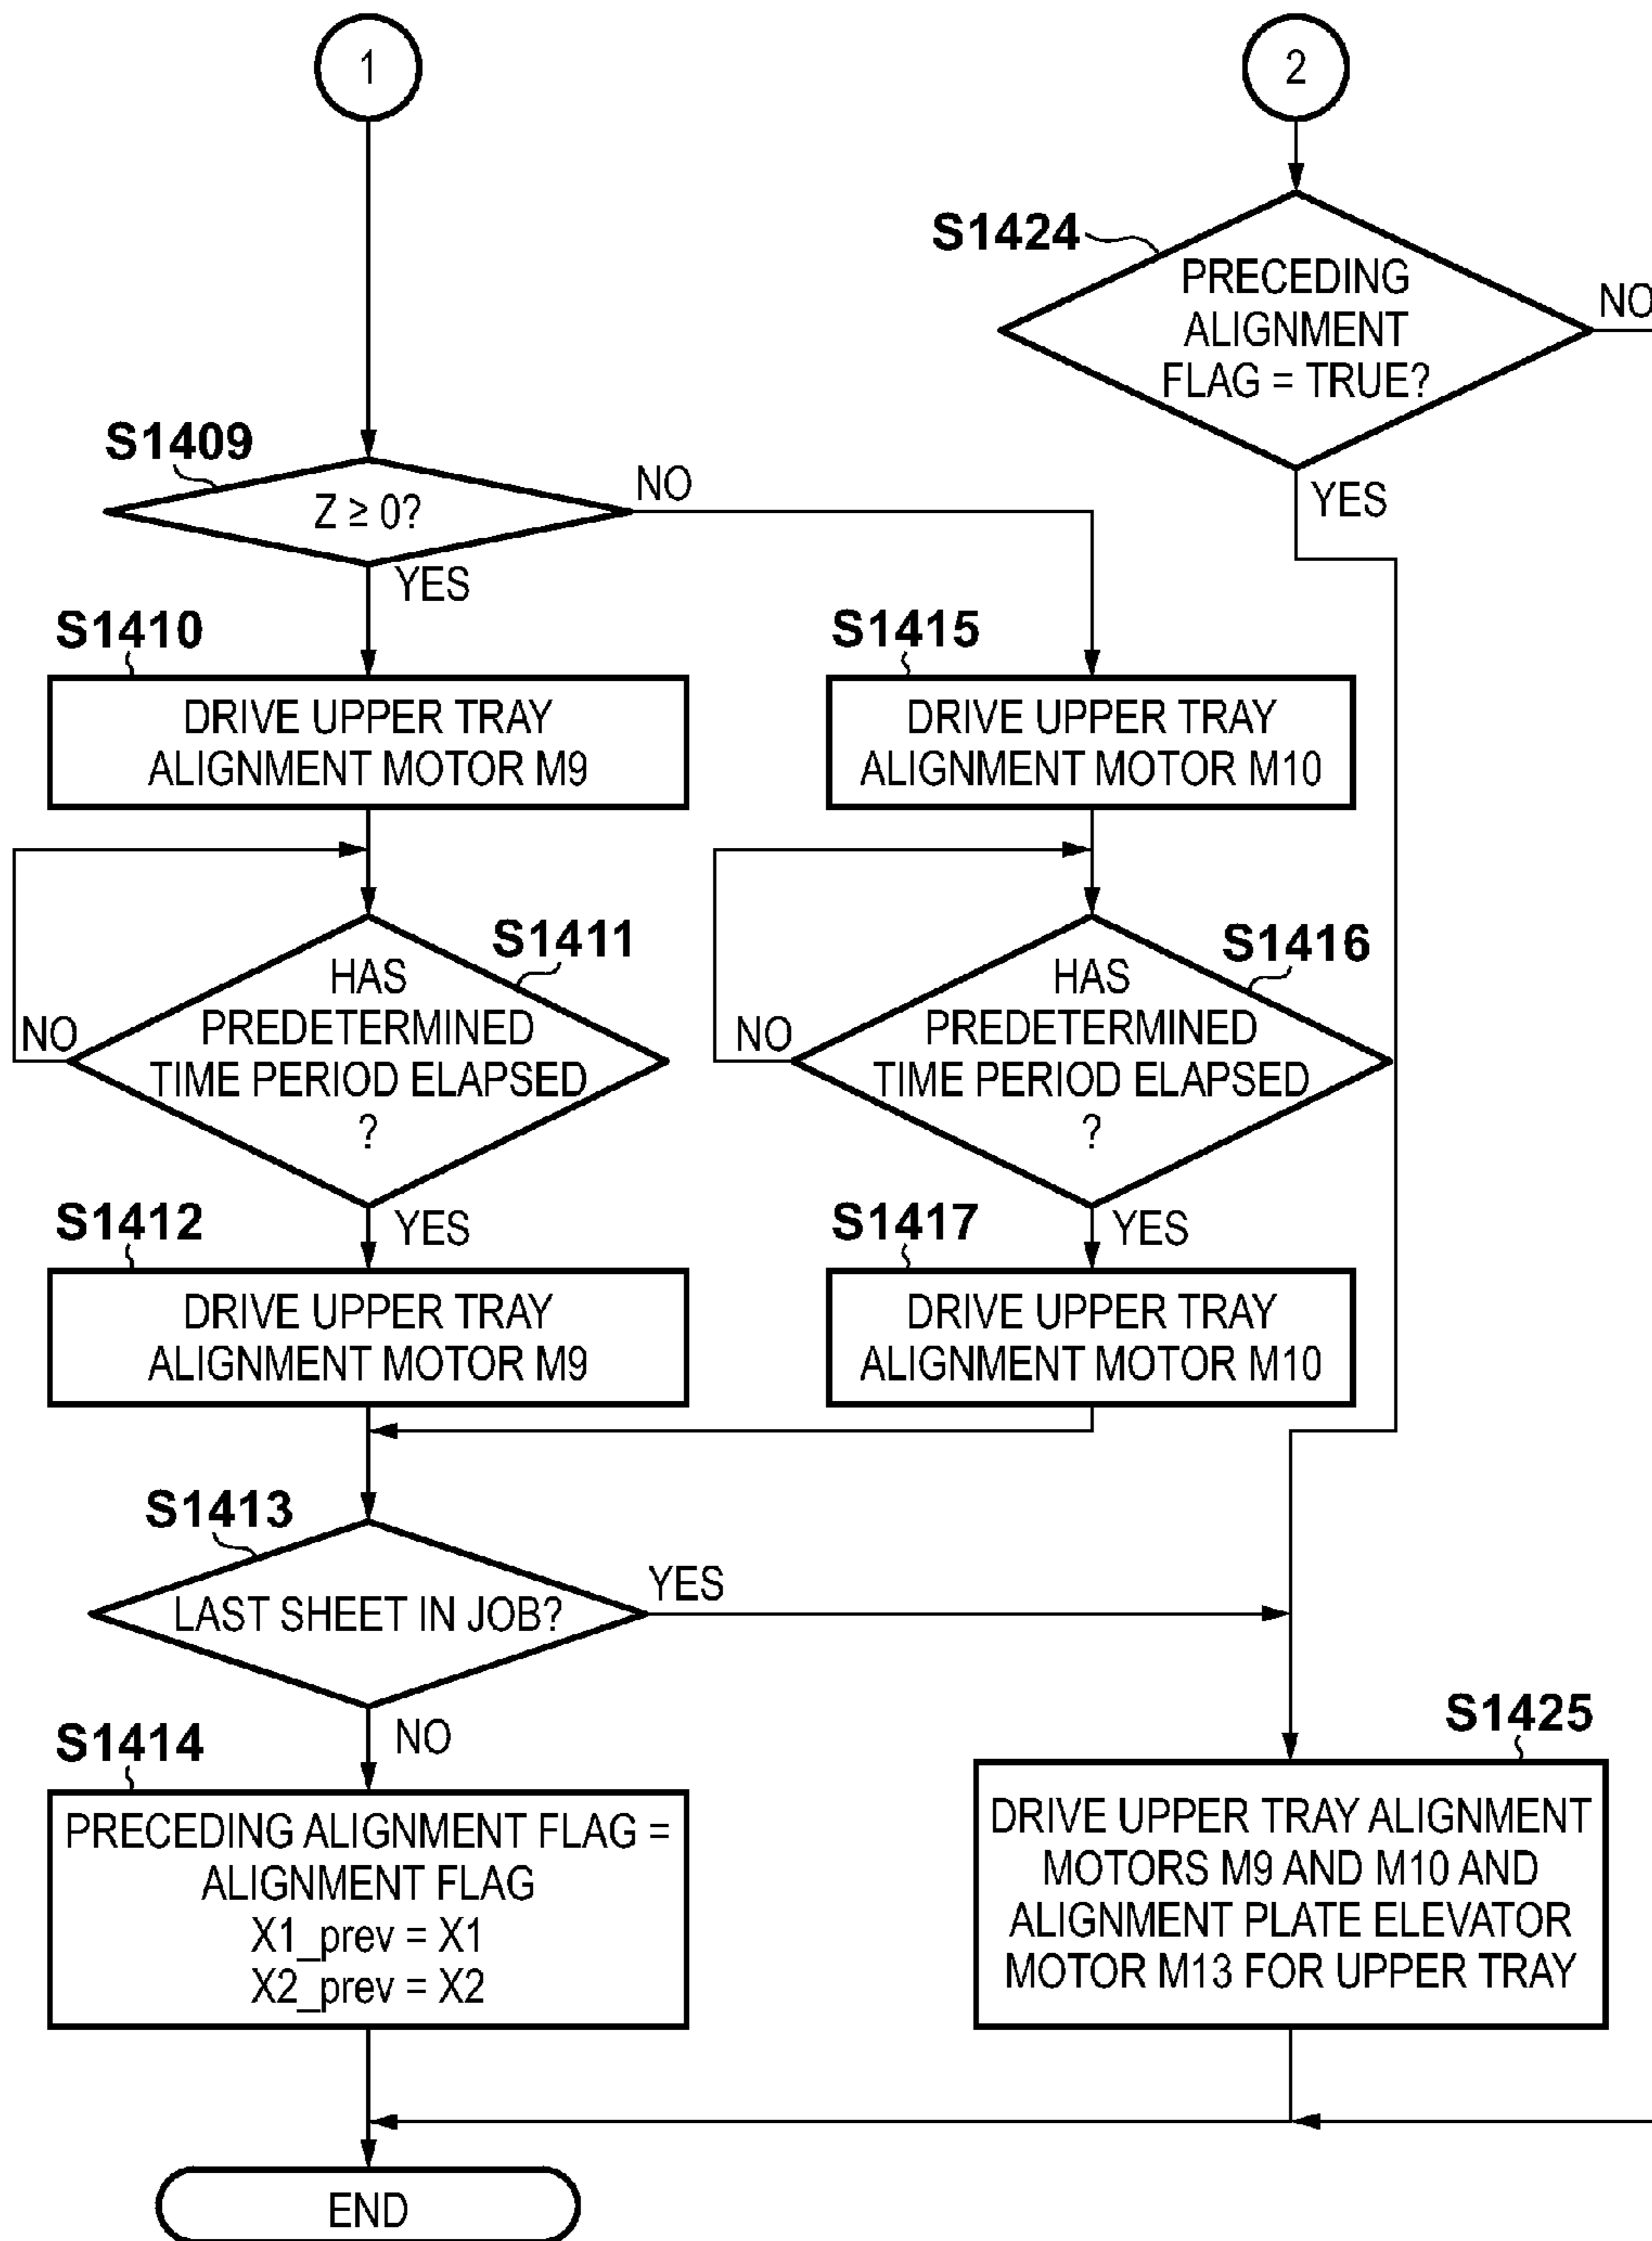 1
2
S1424
PRECEDING
ALIGNMENT
FLAG = TRUE?
NO
YES
S1409
Z ≥ 0?
NO
YES
S1410
DRIVE UPPER TRAY
ALIGNMENT MOTOR M9
S1415
DRIVE UPPER TRAY
ALIGNMENT MOTOR M10
S1411
HAS
PREDETERMINED
TIME PERIOD ELAPSED
?
NO
YES
S1416
HAS
PREDETERMINED
TIME PERIOD ELAPSED
?
NO
YES
S1412
DRIVE UPPER TRAY
ALIGNMENT MOTOR M9
S1417
DRIVE UPPER TRAY
ALIGNMENT MOTOR M10
S1413
LAST SHEET IN JOB?
YES
NO
S1414
PRECEDING ALIGNMENT FLAG =
ALIGNMENT FLAG
X1_prev = X1
X2_prev = X2
S1425
DRIVE UPPER TRAY ALIGNMENT
MOTORS M9 AND M10 AND
ALIGNMENT PLATE ELEVATOR
MOTOR M13 FOR UPPER TRAY
END